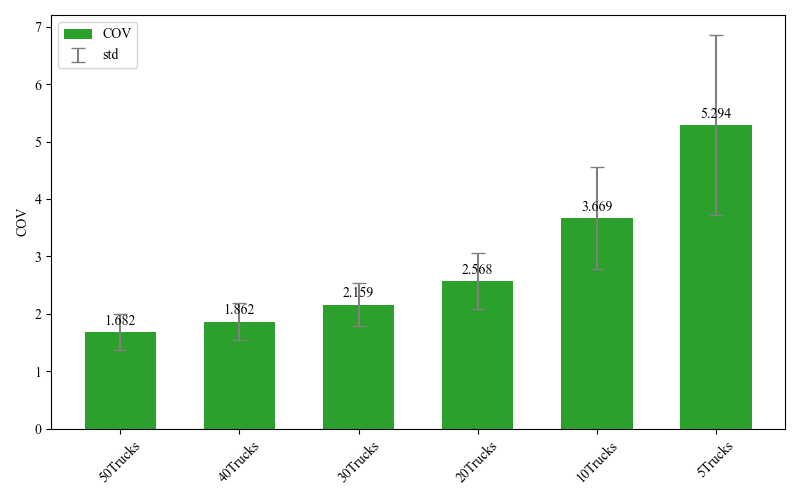 COV
std
7
6
5
4
3
2
1
0
COV
1.682
1.862
2.159
2.568
3.669
5.294
50Trucks
40Trucks
30Trucks
20Trucks
10Trucks
5Trucks